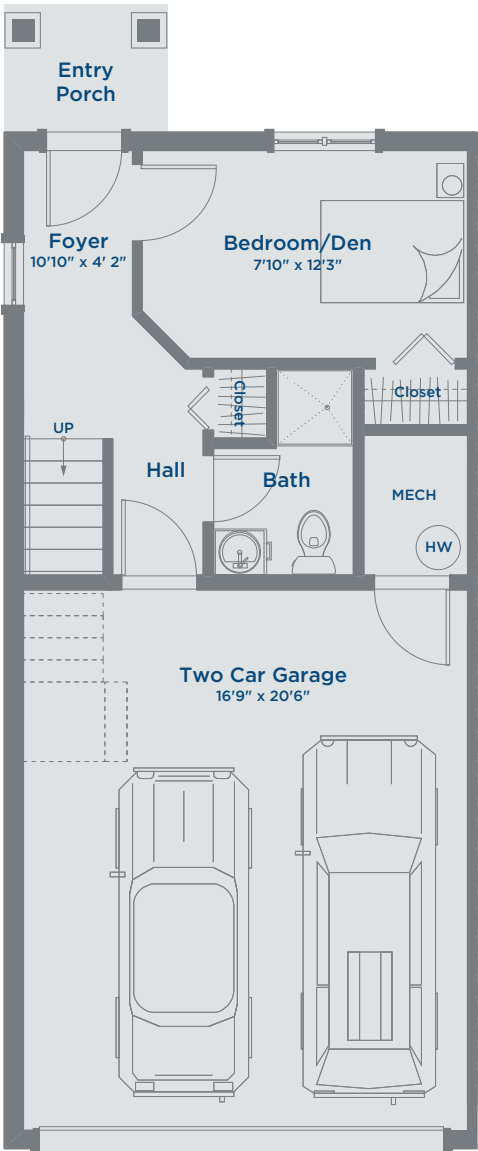 Entry
Porch
Foyer
10'10" x 4' 2"
Bedroom/Den
7'10" x 12'3"
Closet
Closet
UP
Hall
Bath
MECH
HW
Two Car Garage
16'9" x 20'6"